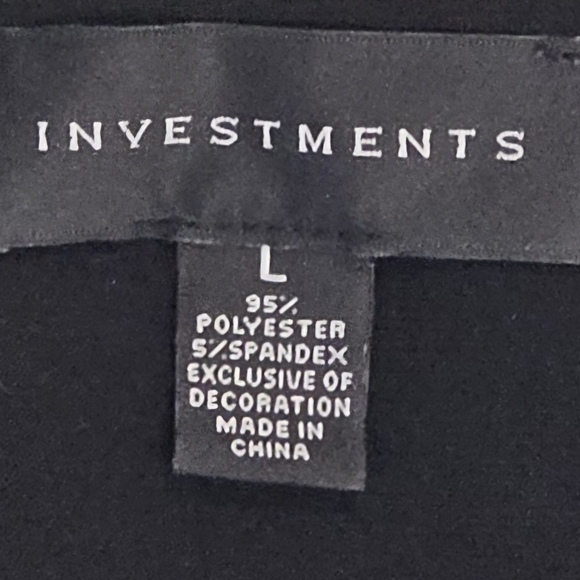 INVESTMENTS
L
95%
POLYESTER
5%SPANDEX
EXCLUSIVE OF
DECORATION
MADE IN
CHINA